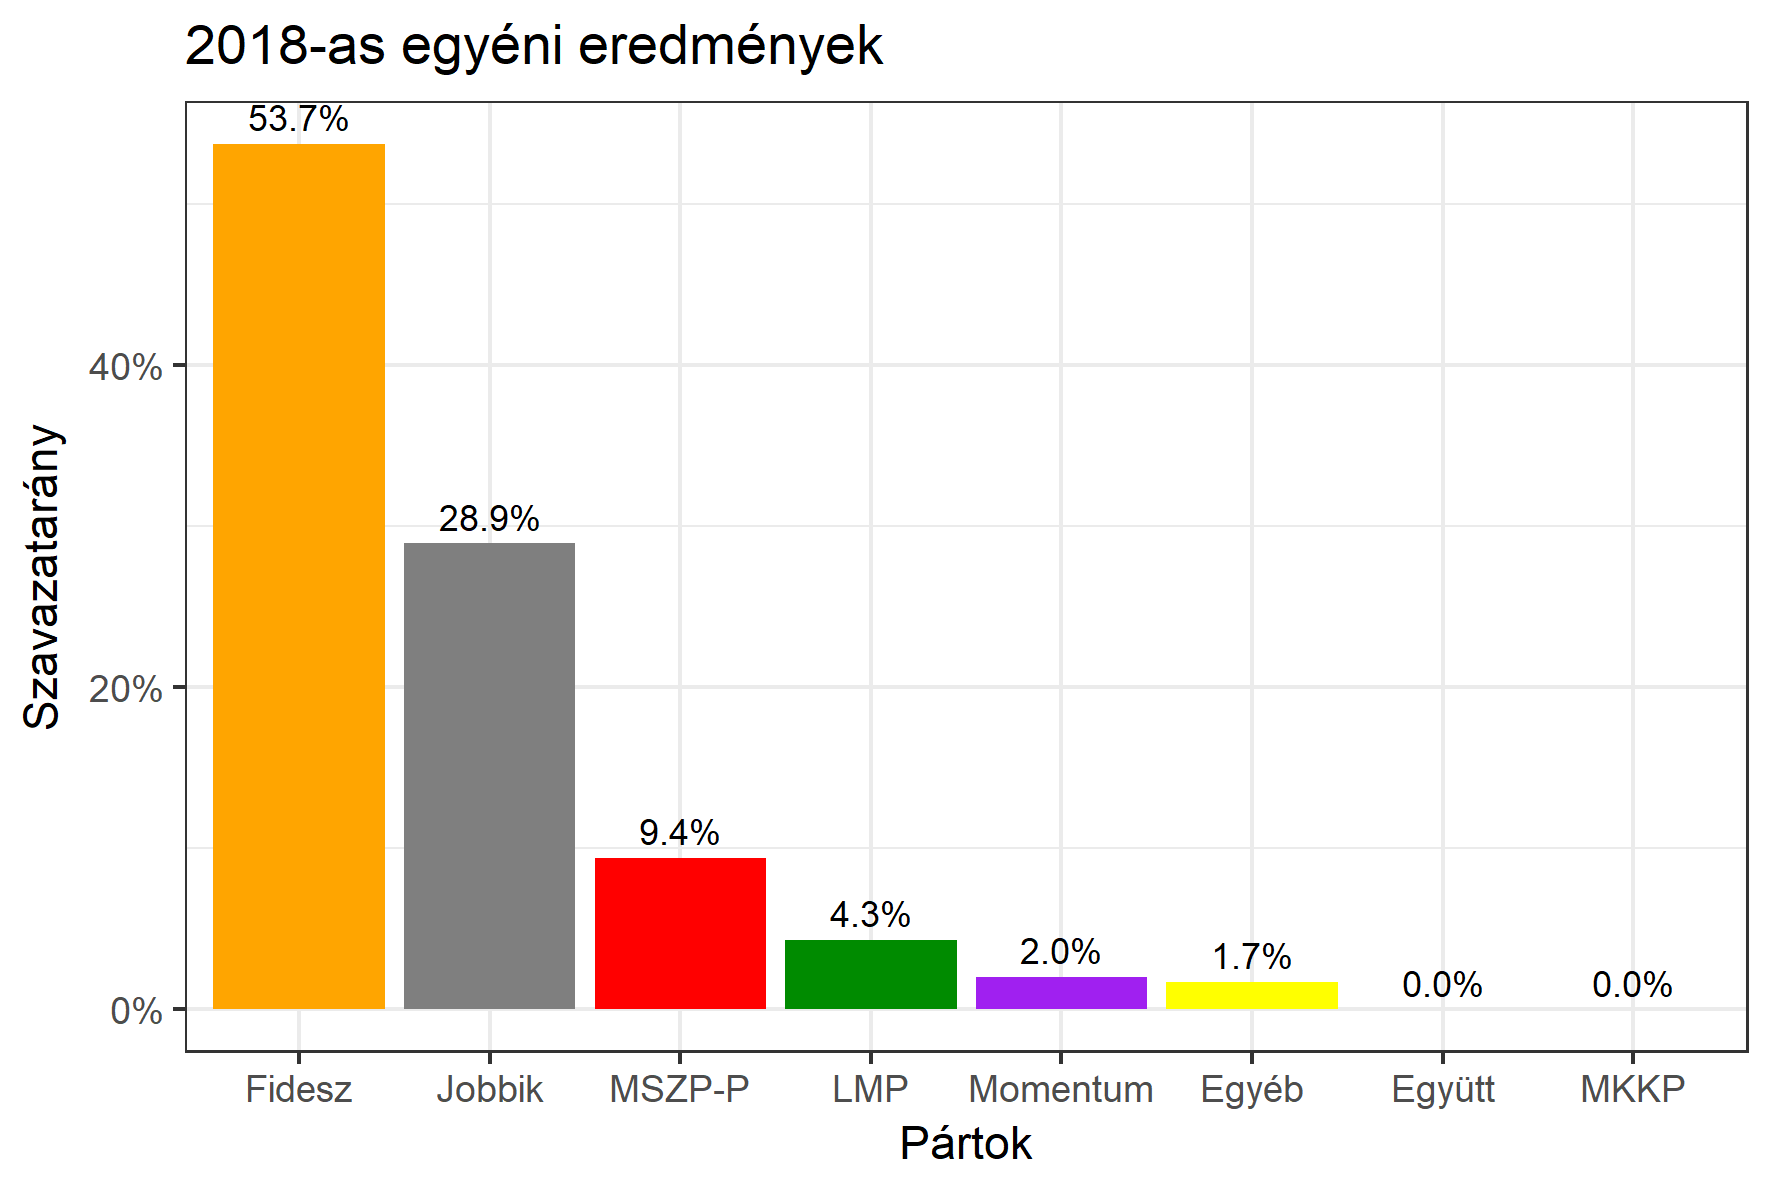 2018-as egyéni eredmények
53.7%
28.9%
9.4%
4.3%
2.0%
1.7%
0.0%
0.0%
40%
20%
0%
Szavazatarány
Fidesz
Jobbik
MSZP-P
LMP
Momentum
Egyéb
Együtt
MKKP
Pártok